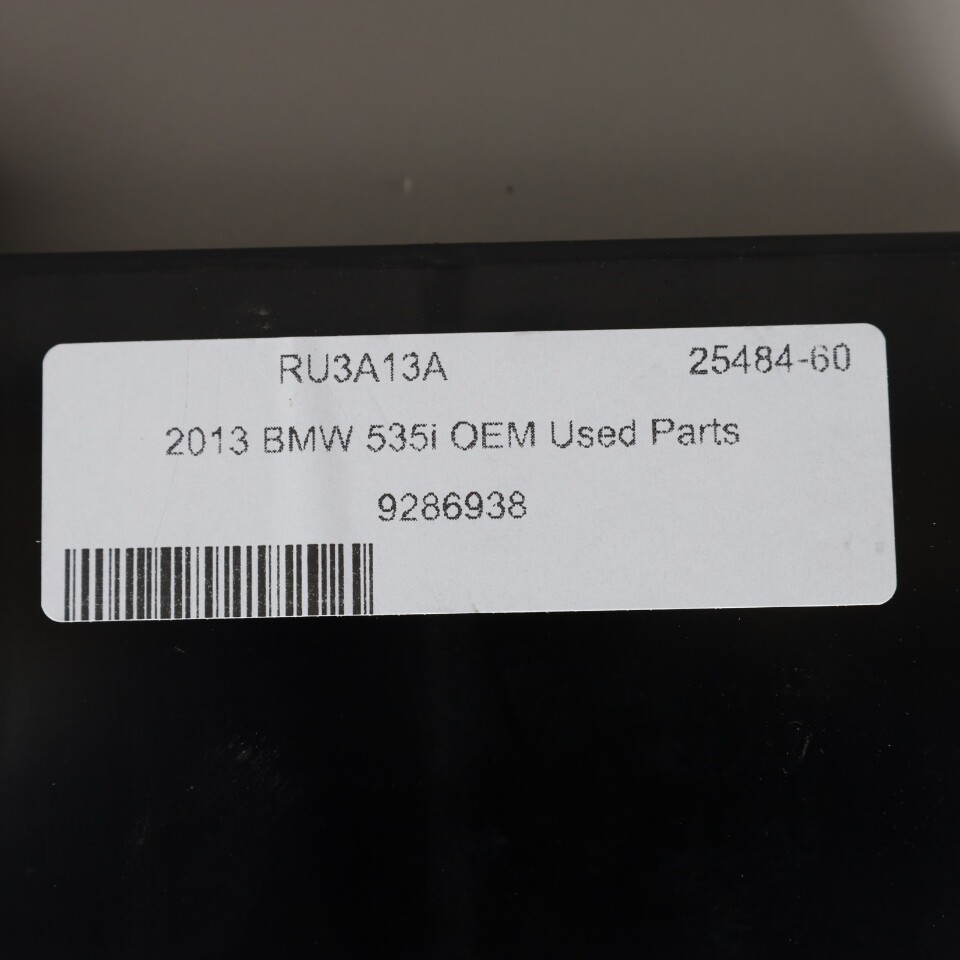 RU3A13A 25484-60
2013 BMW 535i OEM Used Parts
9286938